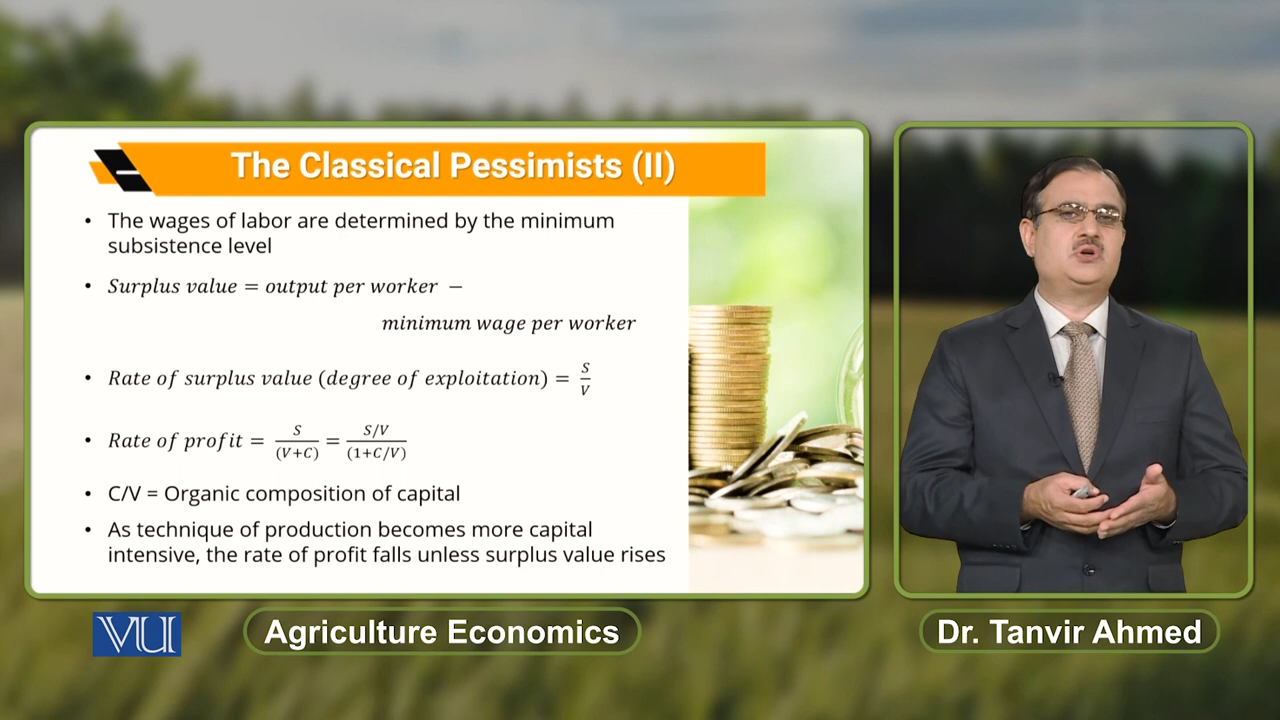 The Classical Pessimists (II)
• The wages of labor are determined by the minimum
subsistence level
• Surplus value = output per worker −
minimum wage per worker
• Rate of surplus value (degree of exploitation) = S/V
• Rate of profit = S/(V+C) = S/V/(1+C/V)
• C/V = Organic composition of capital
• As technique of production becomes more capital
intensive, the rate of profit falls unless surplus value rises
VU
Agriculture Economics
Dr. Tanvir Ahmed